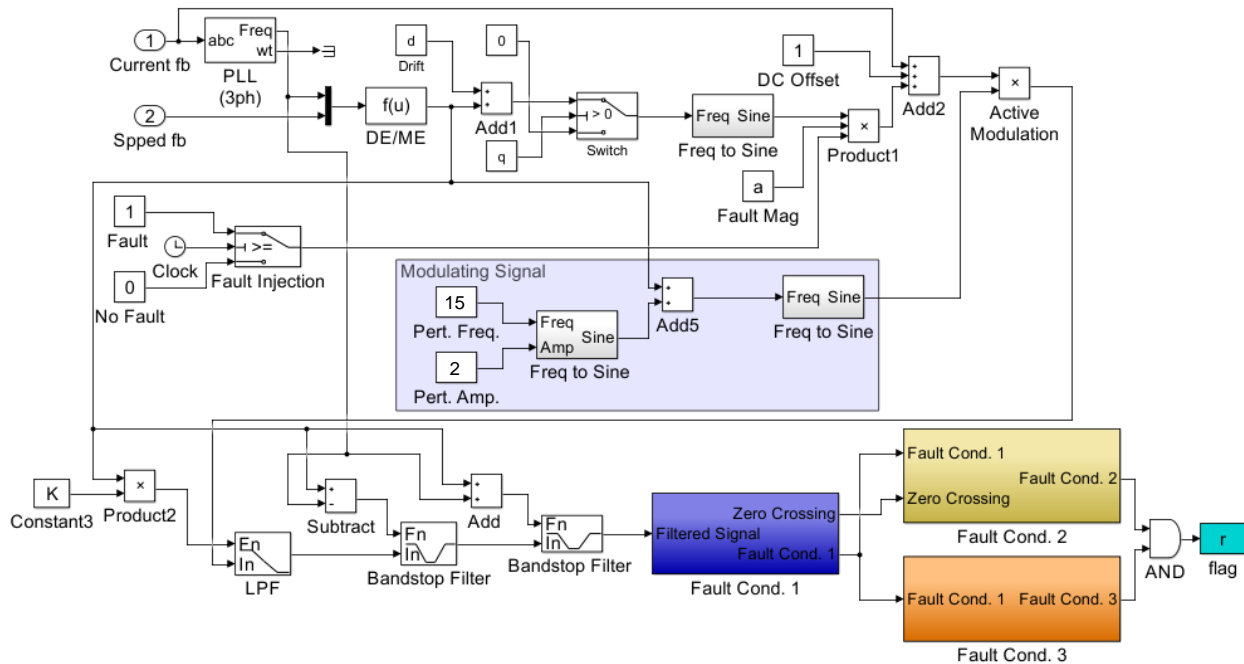 1
Current fb
abc
Freq
wt
PLL
(3ph)
2
Spped fb
f(u)
DE/ME
d
Drift
Add1
0
q
> 0
Switch
Freq Sine
Freq to Sine
1
DC Offset
Add2
×
Product1
a
Fault Mag
×
Active
Modulation
1
Fault
Clock
0
No Fault
>=
Fault Injection
Modulating Signal
15
Pert. Freq.
2
Pert. Amp.
Freq
Amp
Sine
Freq to Sine
Add5
Freq Sine
Freq to Sine
K
Constant3
×
Product2
Fn
In
LPF
Subtract
Fn
In
Bandstop Filter
Add
Fn
In
Bandstop Filter
Filtered Signal
Zero Crossing
Fault Cond. 1
Fault Cond. 1
Fault Cond. 1
Zero Crossing
Fault Cond. 2
Fault Cond. 2
Fault Cond. 1
Fault Cond. 3
Fault Cond. 3
AND
r
flag